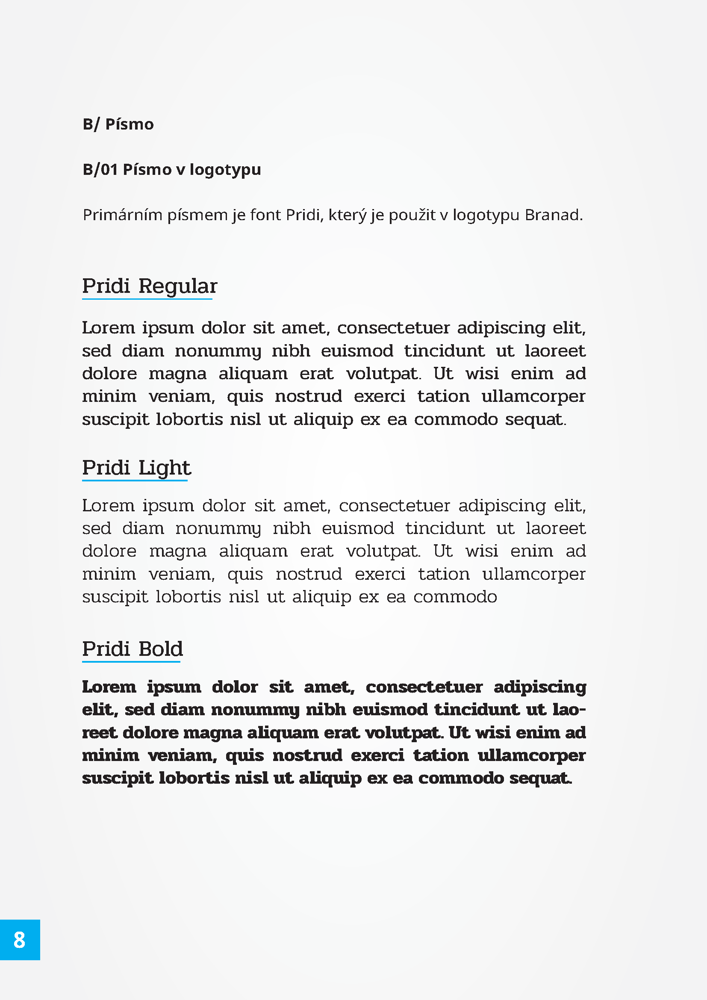 B/ Písmo
B/01 Písmo v logotypu
Primárním písmem je font Pridi, který je použit v logotypu Branad.
Pridi Regular
Lorem ipsum dolor sit amet, consectetuer adipiscing elit,
sed diam nonummy nibh euismod tincidunt ut laoreet
dolore magna aliquam erat volutpat. Ut wisi enim ad
minim veniam, quis nostrud exerci tation ullamcorper
suscipit lobortis nisl ut aliquip ex ea commodo sequat.
Pridi Light
Lorem ipsum dolor sit amet, consectetuer adipiscing elit,
sed diam nonummy nibh euismod tincidunt ut laoreet
dolore magna aliquam erat volutpat. Ut wisi enim ad
minim veniam, quis nostrud exerci tation ullamcorper
suscipit lobortis nisl ut aliquip ex ea commodo
Pridi Bold
Lorem ipsum dolor sit amet, consectetuer adipiscing
elit, sed diam nonummy nibh euismod tincidunt ut lao-
reet dolore magna aliquam erat volutpat. Ut wisi enim ad
minim veniam, quis nostrud exerci tation ullamcorper
suscipit lobortis nisl ut aliquip ex ea commodo sequat.
8